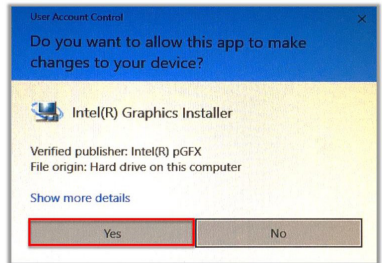 User Account Control
Do you want to allow this app to make
changes to your device?
Intel(R) Graphics Installer
Verified publisher: Intel(R) pGFX
File origin: Hard drive on this computer
Show more details
Yes
No